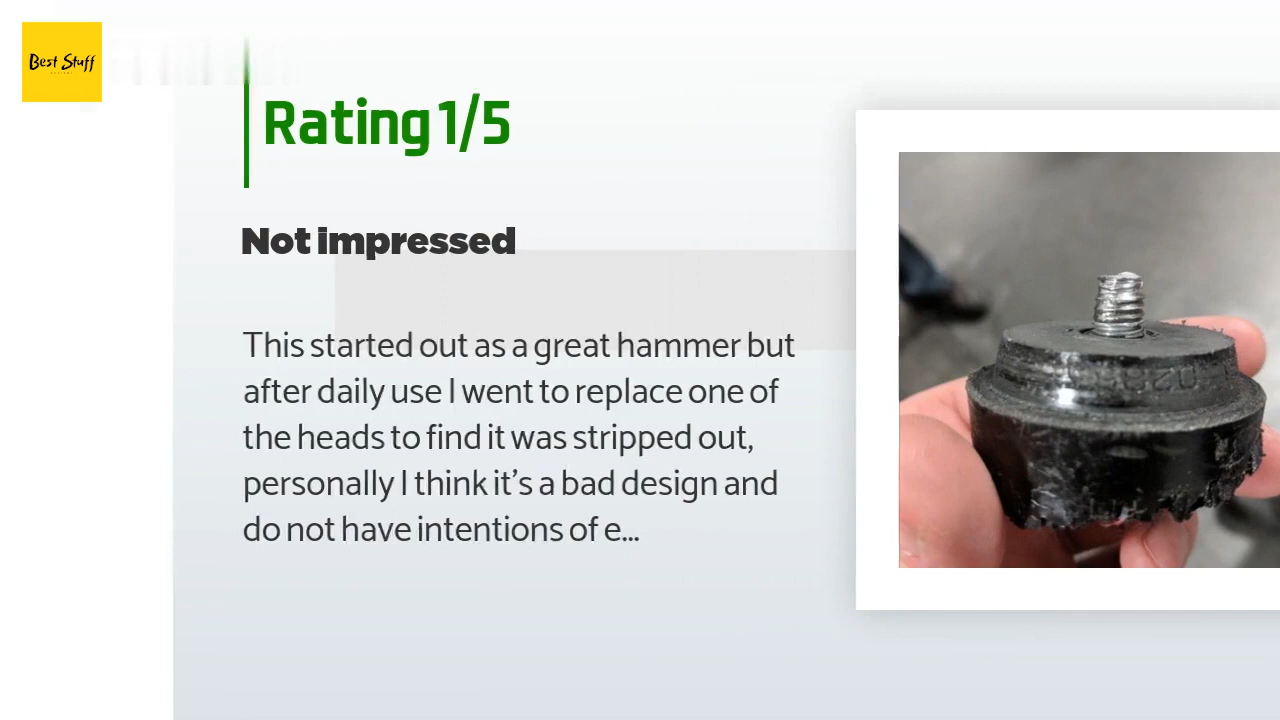 Best Stuff
Rating 1/5
Not impressed
This started out as a great hammer but
after daily use I went to replace one of
the heads to find it was stripped out,
personally I think it's a bad design and
do not have intentions of e...